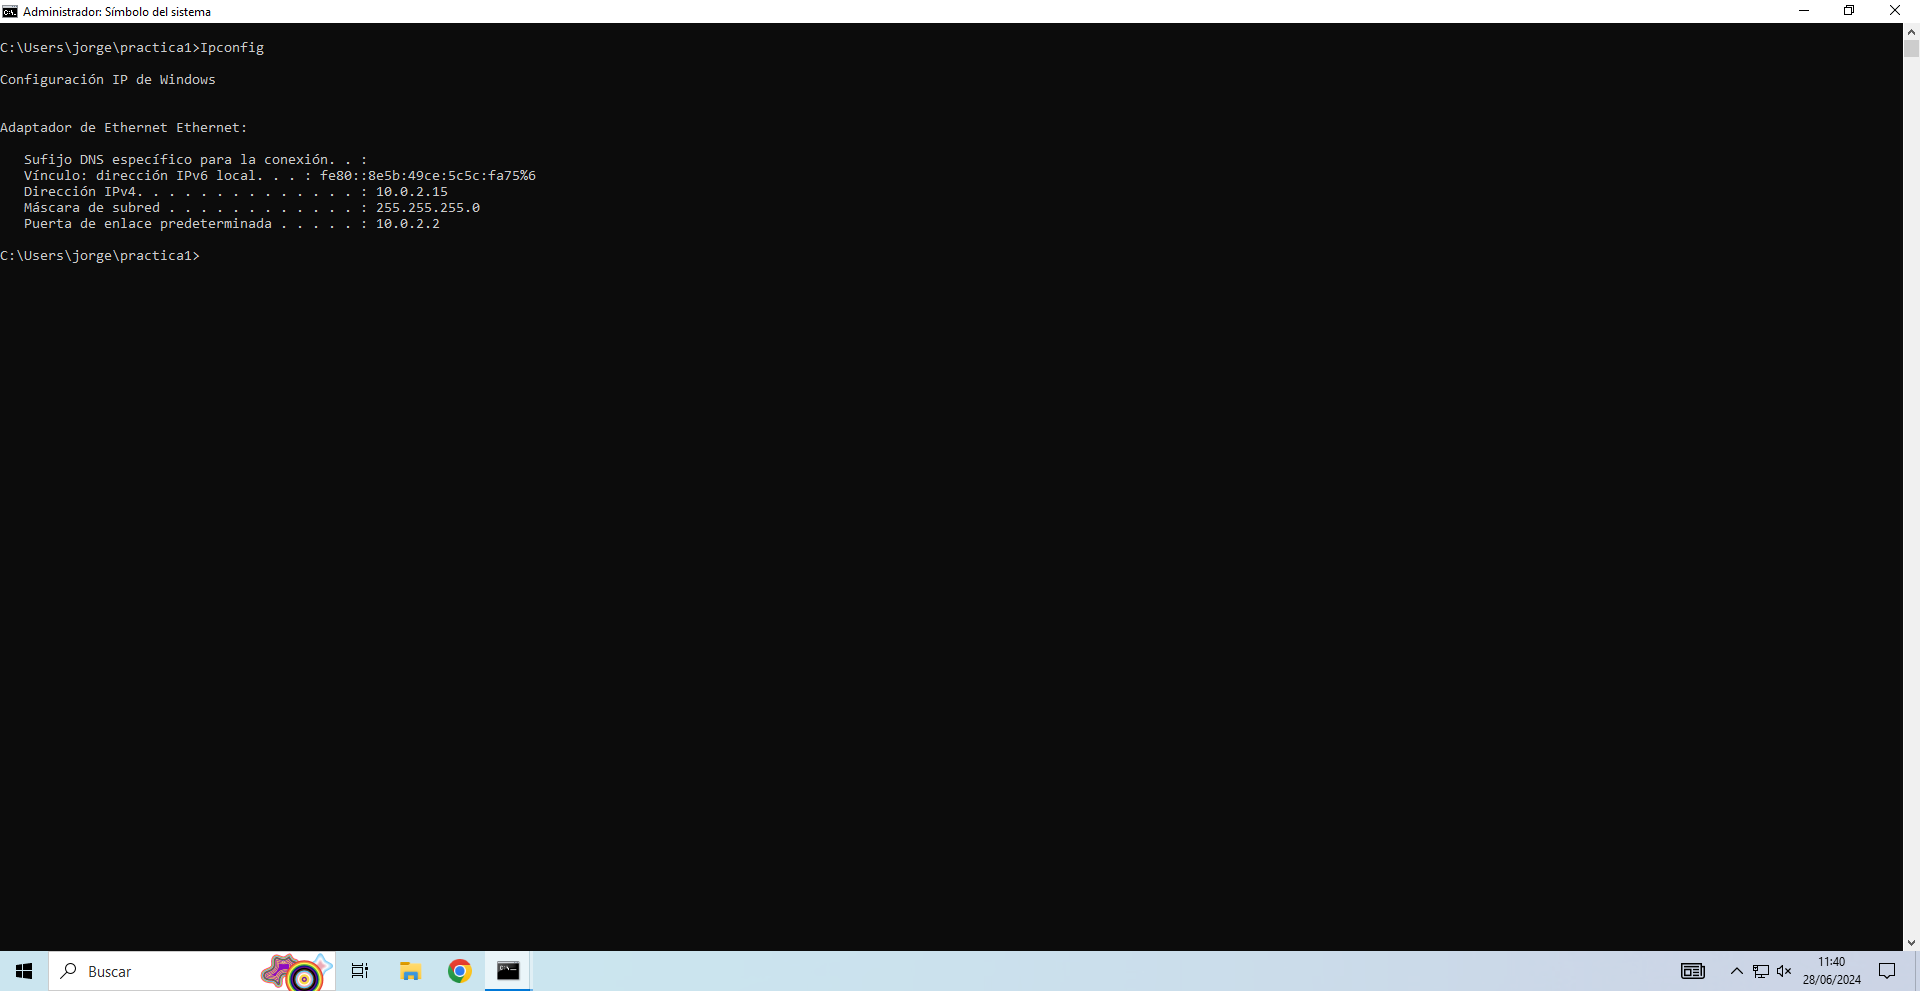 Administrador: Símbolo del sistema
C:\Users\jorge\practica1>Ipconfig
Configuración IP de Windows
Adaptador de Ethernet Ethernet:
Sufijo DNS específico para la conexión. . :
Vínculo: dirección IPv6 local. . . : fe80::8e5b:49ce:5c5c:fa75%6
Dirección IPv4. . . . . . . . . . . . . . : 10.0.2.15
Máscara de subred . . . . . . . . . . . . : 255.255.255.0
Puerta de enlace predeterminada . . . . . : 10.0.2.2
C:\Users\jorge\practica1>
Buscar
11:40
28/06/2024